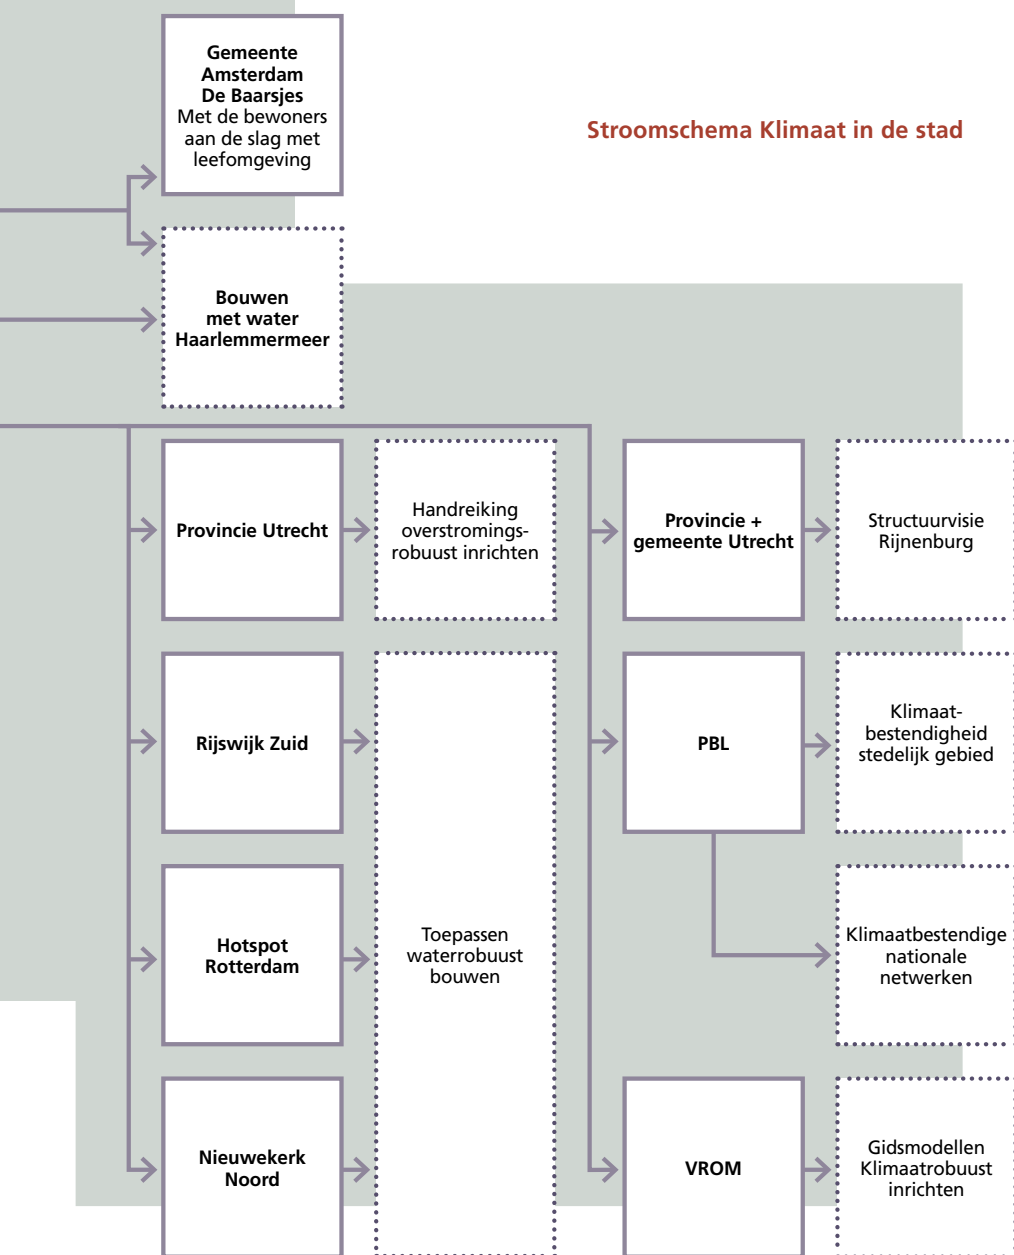 Gemeente
Amsterdam
De Baarsjes
Met de bewoners
aan de slag met
leefomgeving
Stroomschema Klimaat in de stad
Bouwen
met water
Haarlemmermeer
Provincie Utrecht
Handreiking
overstromings-
robuust inrichten
Provincie +
gemeente Utrecht
Structuurvisie
Rijnenburg
Rijswijk Zuid
PBL
Klimaat-
bestendigheid
stedelijk gebied
Hotspot
Rotterdam
Toepassen
waterrobuust
bouwen
Klimaatbestendige
nationale
netwerken
Nieuwekerk
Noord
VROM
Gidsmodellen
Klimaatrobuust
inrichten